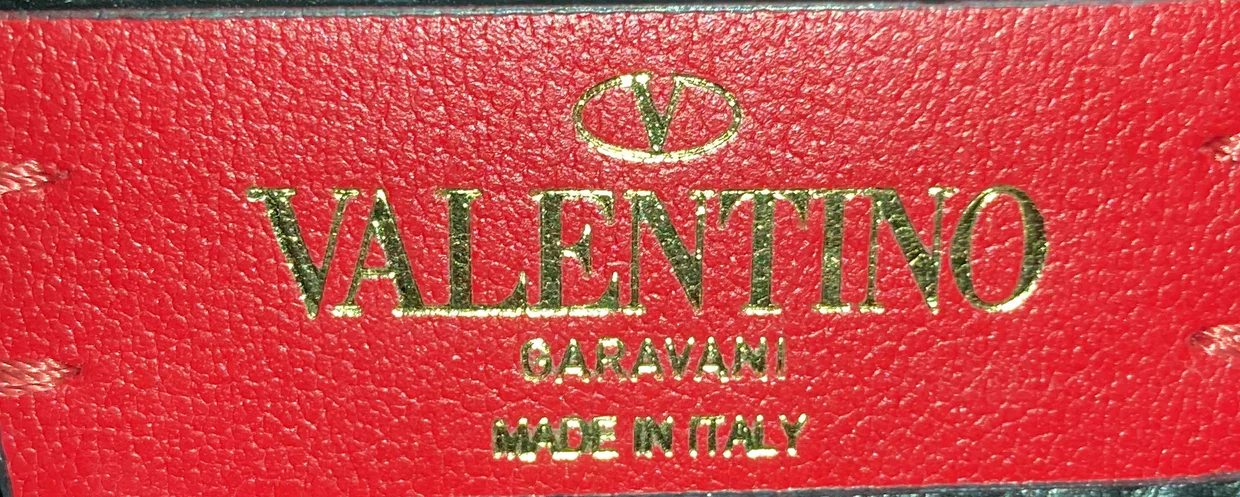 V
VALENTINO
GARAVANI
MADE IN ITALY